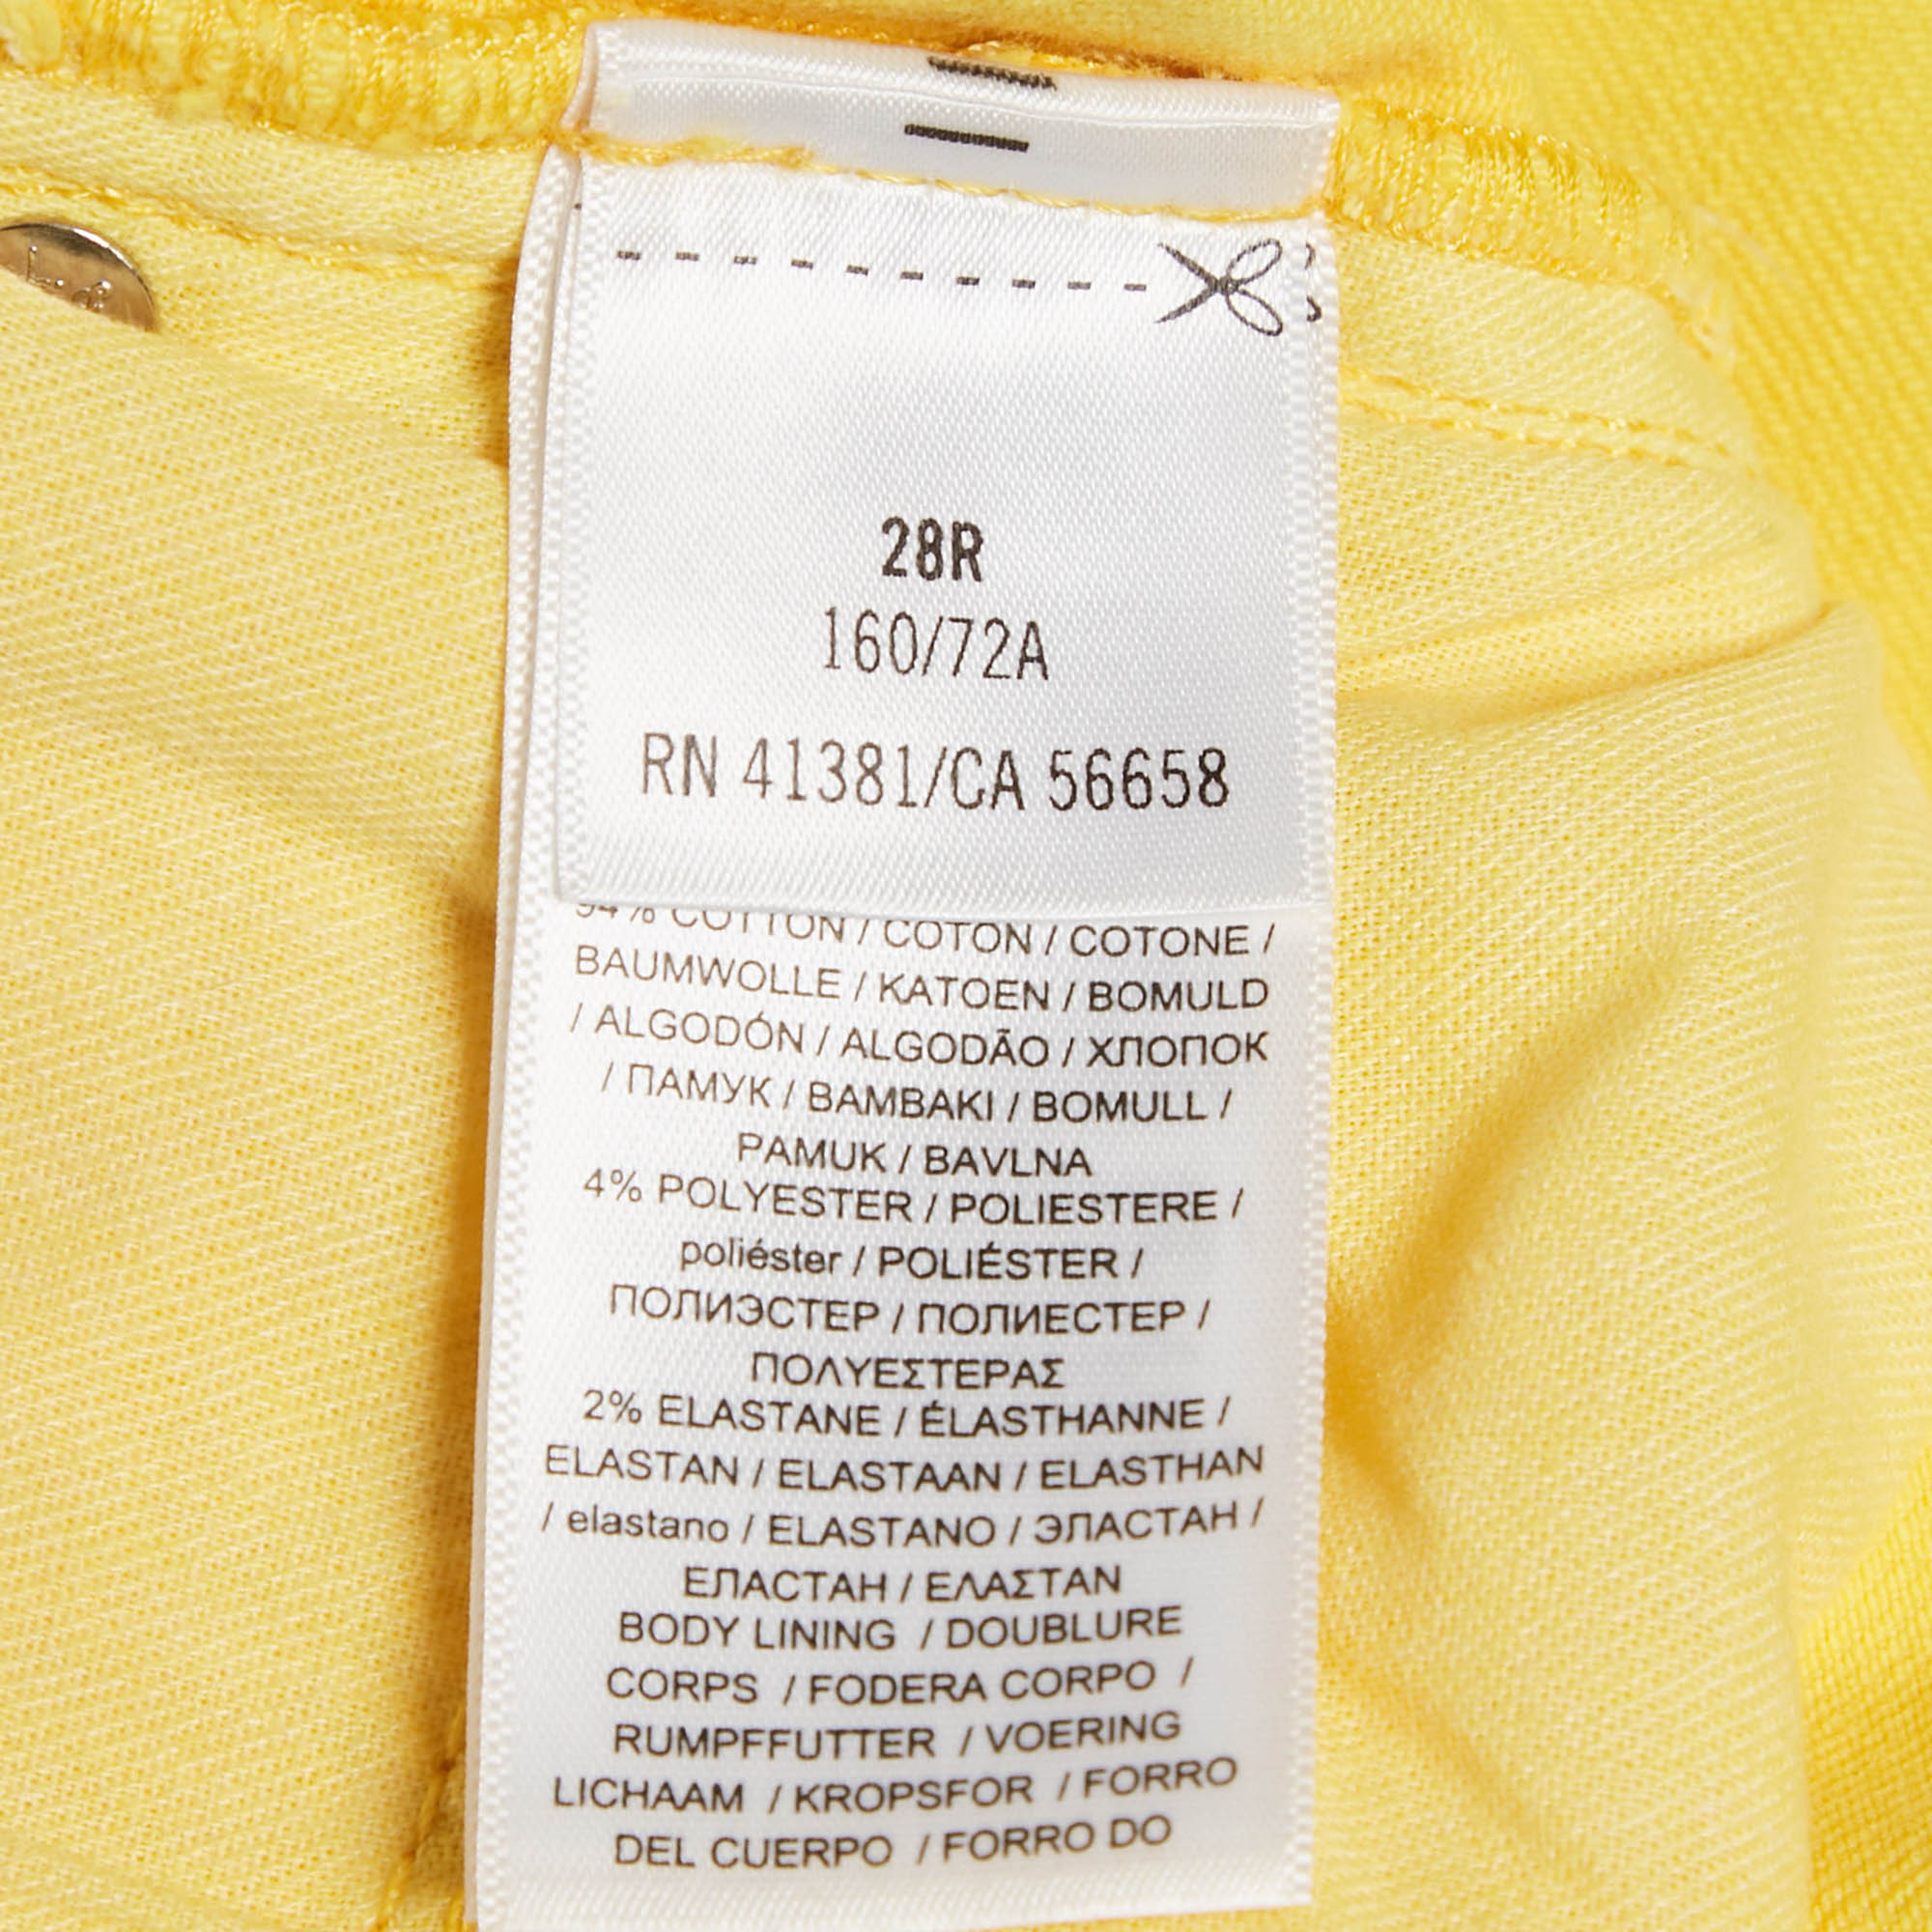 28R
160/72A
RN 41381/CA 56658
94% COTTON / COTON / COTONE /
BAUMWOLLE / KATOEN / BOMULD
/ ALGODÓN / ALGODÃO / ХЛОПОК
/ ПАМУК / BAMBAKI / BOMULL /
PAMUK / BAVLNA
4% POLYESTER / POLIESTERE /
poliéster / POLIÉSTER /
ПОЛИЭСТЕР / ПОЛИЕСТЕР /
ΠΟΛΥΕΣΤΕΡΑΣ
2% ELASTANE / ÉLASTHANNE /
ELASTAN / ELASTAAN / ELASTHAN
/ elastano / ELASTANO / ЭЛАСТАН /
ЕЛАСТАН / ΕΛΑΣΤΑΝ
BODY LINING / DOUBLURE
CORPS / FODERA CORPO /
RUMPFFUTTER / VOERING
LICHAAM / KROPSFOR / FORRO
DEL CUERPO / FORRO DO